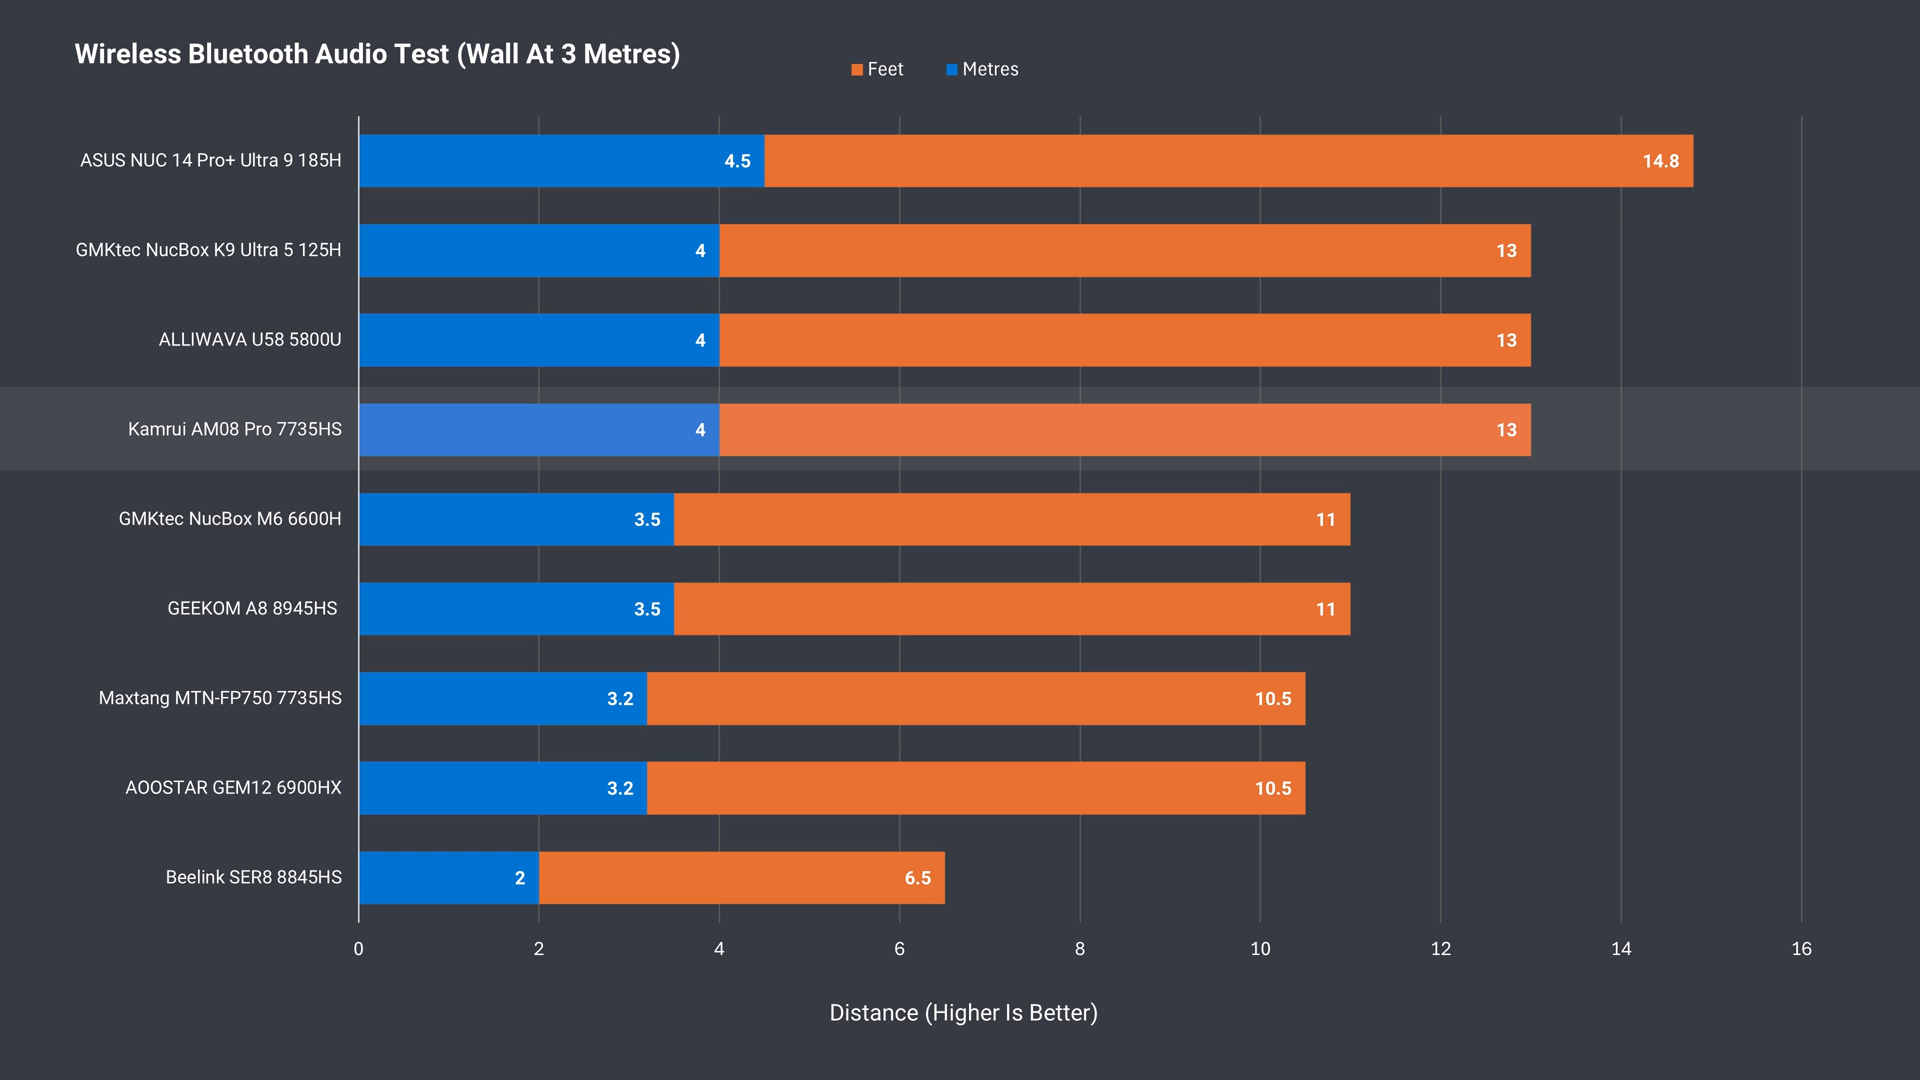 Wireless Bluetooth Audio Test (Wall At 3 Metres)
Feet Metres
ASUS NUC 14 Pro+ Ultra 9 185H 4.5 14.8
GMKtec NucBox K9 Ultra 5 125H 4 13
ALLIWAVA U58 5800U 4 13
Kamrui AM08 Pro 7735HS 4 13
GMKtec NucBox M6 6600H 3.5 11
GEEKOM A8 8945HS 3.5 11
Maxtang MTN-FP750 7735HS 3.2 10.5
AOOSTAR GEM12 6900HX 3.2 10.5
Beelink SER8 8845HS 2 6.5
0 2 4 6 8 10 12 14 16
Distance (Higher Is Better)